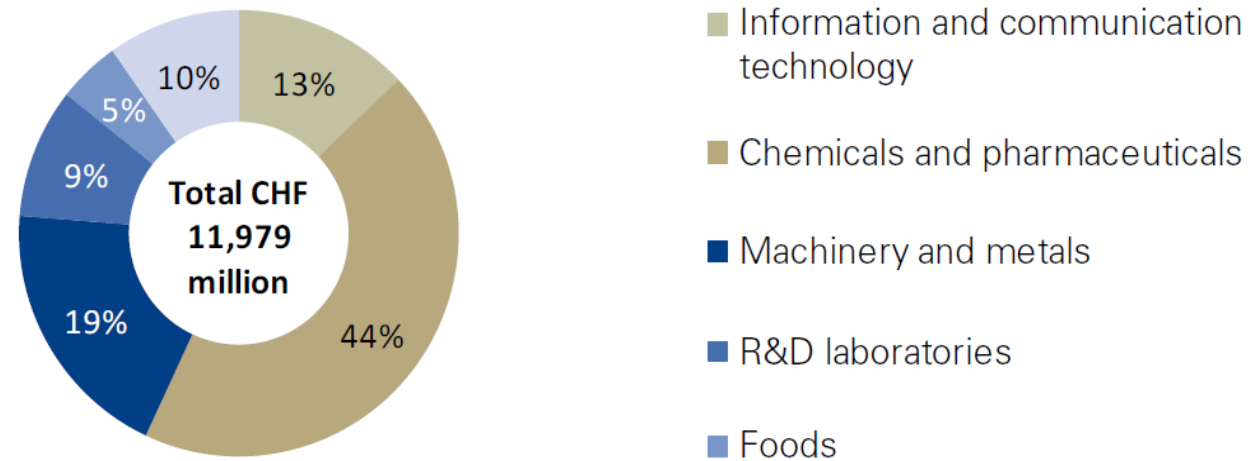 10%
13%
5%
9%
Total CHF
11,979
million
19%
44%
Information and communication
technology
Chemicals and pharmaceuticals
Machinery and metals
R&D laboratories
Foods